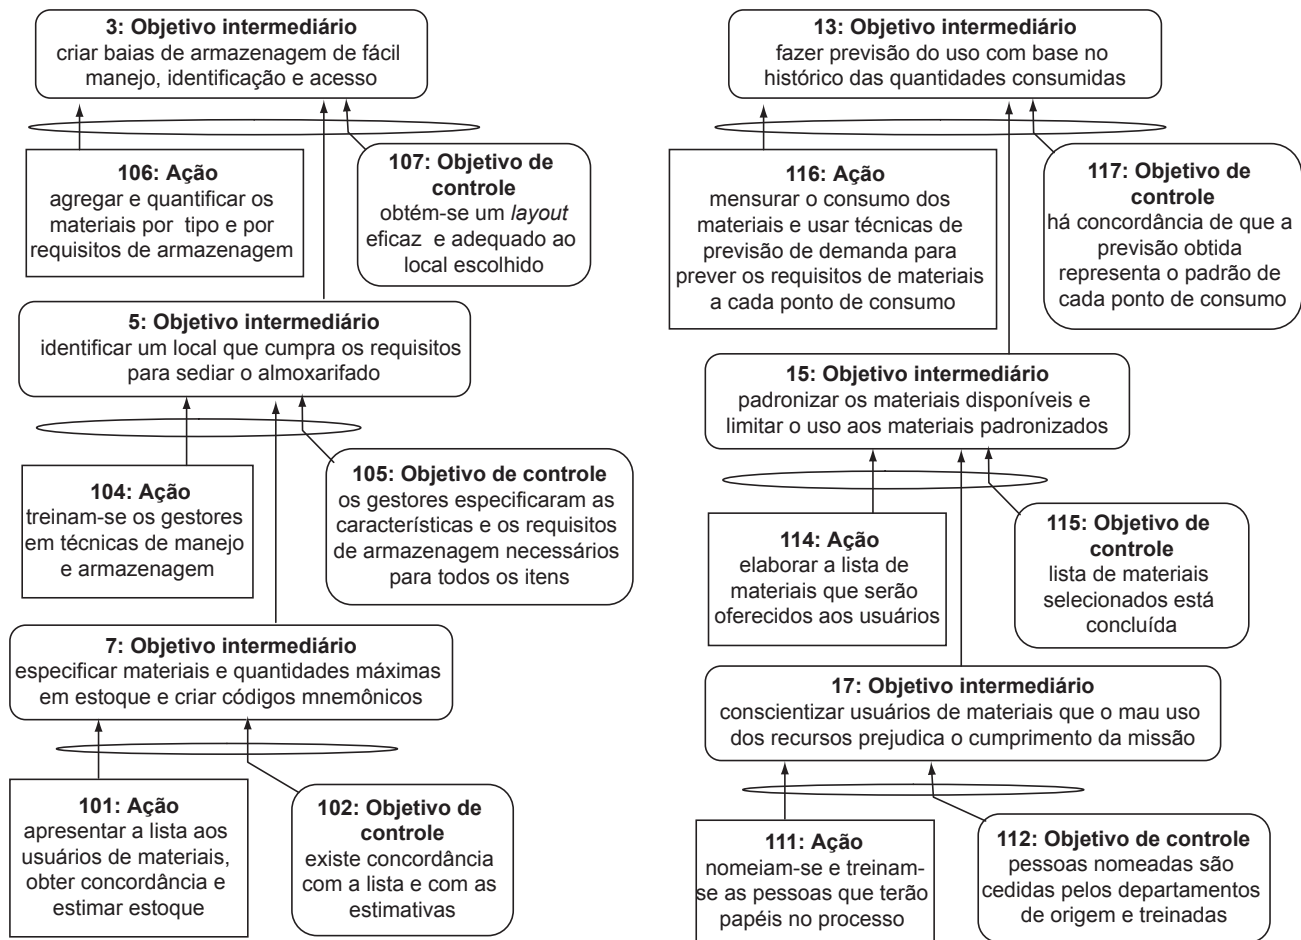 3: Objetivo intermediário
criar baias de armazenagem de fácil
manejo, identificação e acesso
106: Ação
agregar e quantificar os
materiais por tipo e por
requisitos de armazenagem
107: Objetivo de
controle
obtém-se um layout
eficaz e adequado ao
local escolhido
5: Objetivo intermediário
identificar um local que cumpra os requisitos
para sediar o almoxarifado
104: Ação
treinam-se os gestores
em técnicas de manejo
e armazenagem
105: Objetivo de controle
os gestores especificaram as
características e os requisitos
de armazenagem necessários
para todos os itens
7: Objetivo intermediário
especificar materiais e quantidades máximas
em estoque e criar códigos mnemônicos
101: Ação
apresentar a lista aos
usuários de materiais,
obter concordância e
estimar estoque
102: Objetivo de
controle
existe concordância
com a lista e com as
estimativas
13: Objetivo intermediário
fazer previsão do uso com base no
histórico das quantidades consumidas
116: Ação
mensurar o consumo dos
materiais e usar técnicas de
previsão de demanda para
prever os requisitos de materiais
a cada ponto de consumo
117: Objetivo de
controle
há concordância de que a
previsão obtida
representa o padrão de
cada ponto de consumo
15: Objetivo intermediário
padronizar os materiais disponíveis e
limitar o uso aos materiais padronizados
114: Ação
elaborar a lista de
materiais que serão
oferecidos aos usuários
115: Objetivo de
controle
lista de materiais
selecionados está
concluída
17: Objetivo intermediário
conscientizar usuários de materiais que o mau uso
dos recursos prejudica o cumprimento da missão
111: Ação
nomeiam-se e treinam-
se as pessoas que terão
papéis no processo
112: Objetivo de controle
pessoas nomeadas são
cedidas pelos departamentos
de origem e treinadas